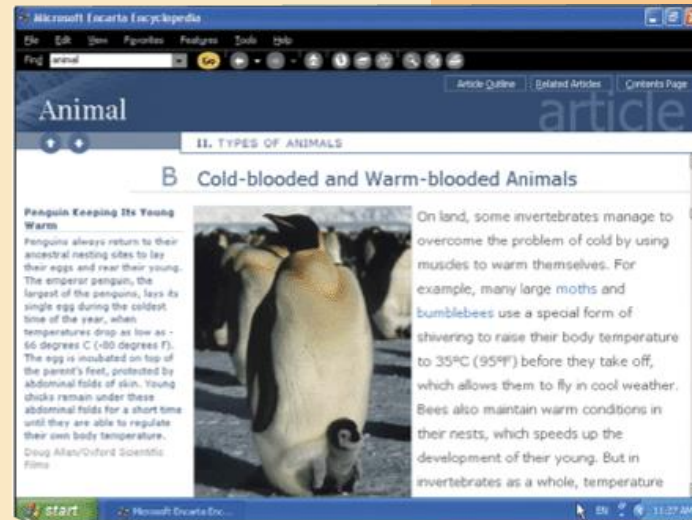 Microsoft Encarta Encyclopedia
File Edit View Favorites Features Tools Help
Find animal Go
Article Outline Related Articles Contents Page
Animal
article
II. TYPES OF ANIMALS
B Cold-blooded and Warm-blooded Animals
Penguin Keeping Its Young
Warm
Penguins always return to their
ancestral nesting sites to lay
their eggs and rear their young.
The emperor penguin, the
largest of the penguins, lays its
single egg during the coldest
time of the year, when
temperatures drop as low as -
66 degrees C (-80 degrees F).
The egg is incubated on top of
the parent's feet, protected by
abdominal folds of skin. Young
chicks remain under these
abdominal folds for a short time
until they are able to regulate
their own body temperature.
Doug Allan/Oxford Scientific
Films
On land, some invertebrates manage to
overcome the problem of cold by using
muscles to warm themselves. For
example, many large moths and
bumblebees use a special form of
shivering to raise their body temperature
to 35°C (95°F) before they take off,
which allows them to fly in cool weather.
Bees also maintain warm conditions in
their nests, which speeds up the
development of their young. But in
invertebrates as a whole, temperature
start Microsoft Encarta Enc... EN 11:27 AM